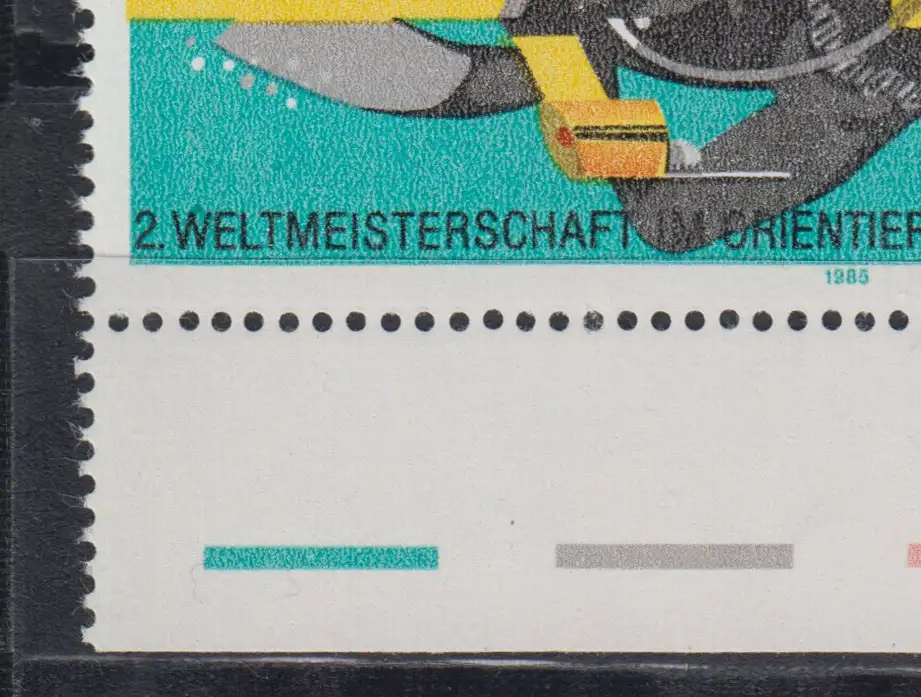 2. WELTMEISTERSCHAFT IM ORIENTIER
1985